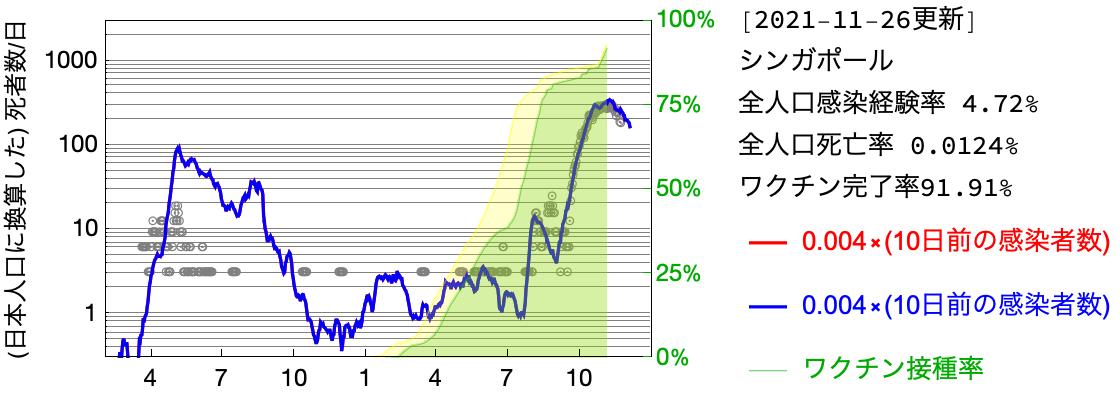 (日本人口に換算した) 死者数/日
1000
100
10
1
100%
75%
50%
25%
0%
4 7 10 1 4 7 10
[2021-11-26更新]
シンガポール
全人口感染経験率 4.72%
全人口死亡率 0.0124%
ワクチン完了率91.91%
0.004×(10日前の感染者数)
0.004×(10日前の感染者数)
ワクチン接種率